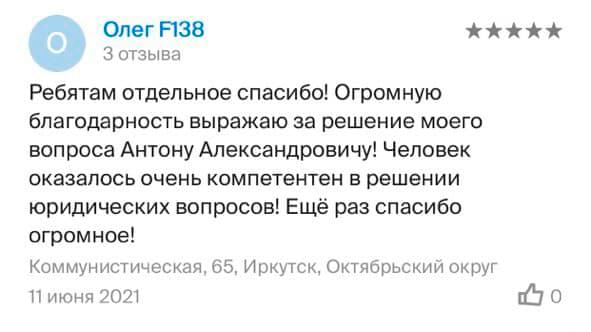 О
Олег F138
★★★★★
3 отзыва
Ребятам отдельное спасибо! Огромную
благодарность выражаю за решение моего
вопроса Антону Александровичу! Человек
оказалось очень компетентен в решении
юридических вопросов! Ещё раз спасибо
огромное!
Коммунистическая, 65, Иркутск, Октябрьский округ
11 июня 2021
0